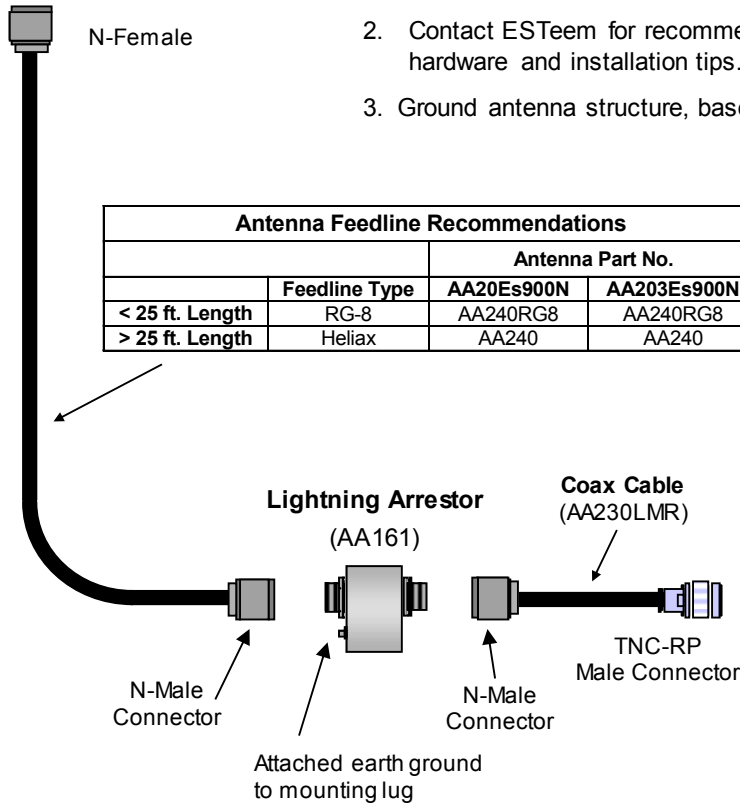 N-Female
2. Contact ESTeem for recomme
hardware and installation tips.
3. Ground antenna structure, base
Antenna Feedline Recommendations
Antenna Part No.
Feedline Type AA20Es900N AA203Es900N
< 25 ft. Length RG-8 AA240RG8 AA240RG8
> 25 ft. Length Heliax AA240 AA240
Lightning Arrestor
(AA161)
Coax Cable
(AA230LMR)
N-Male
Connector
Attached earth ground
to mounting lug
N-Male
Connector
TNC-RP
Male Connector